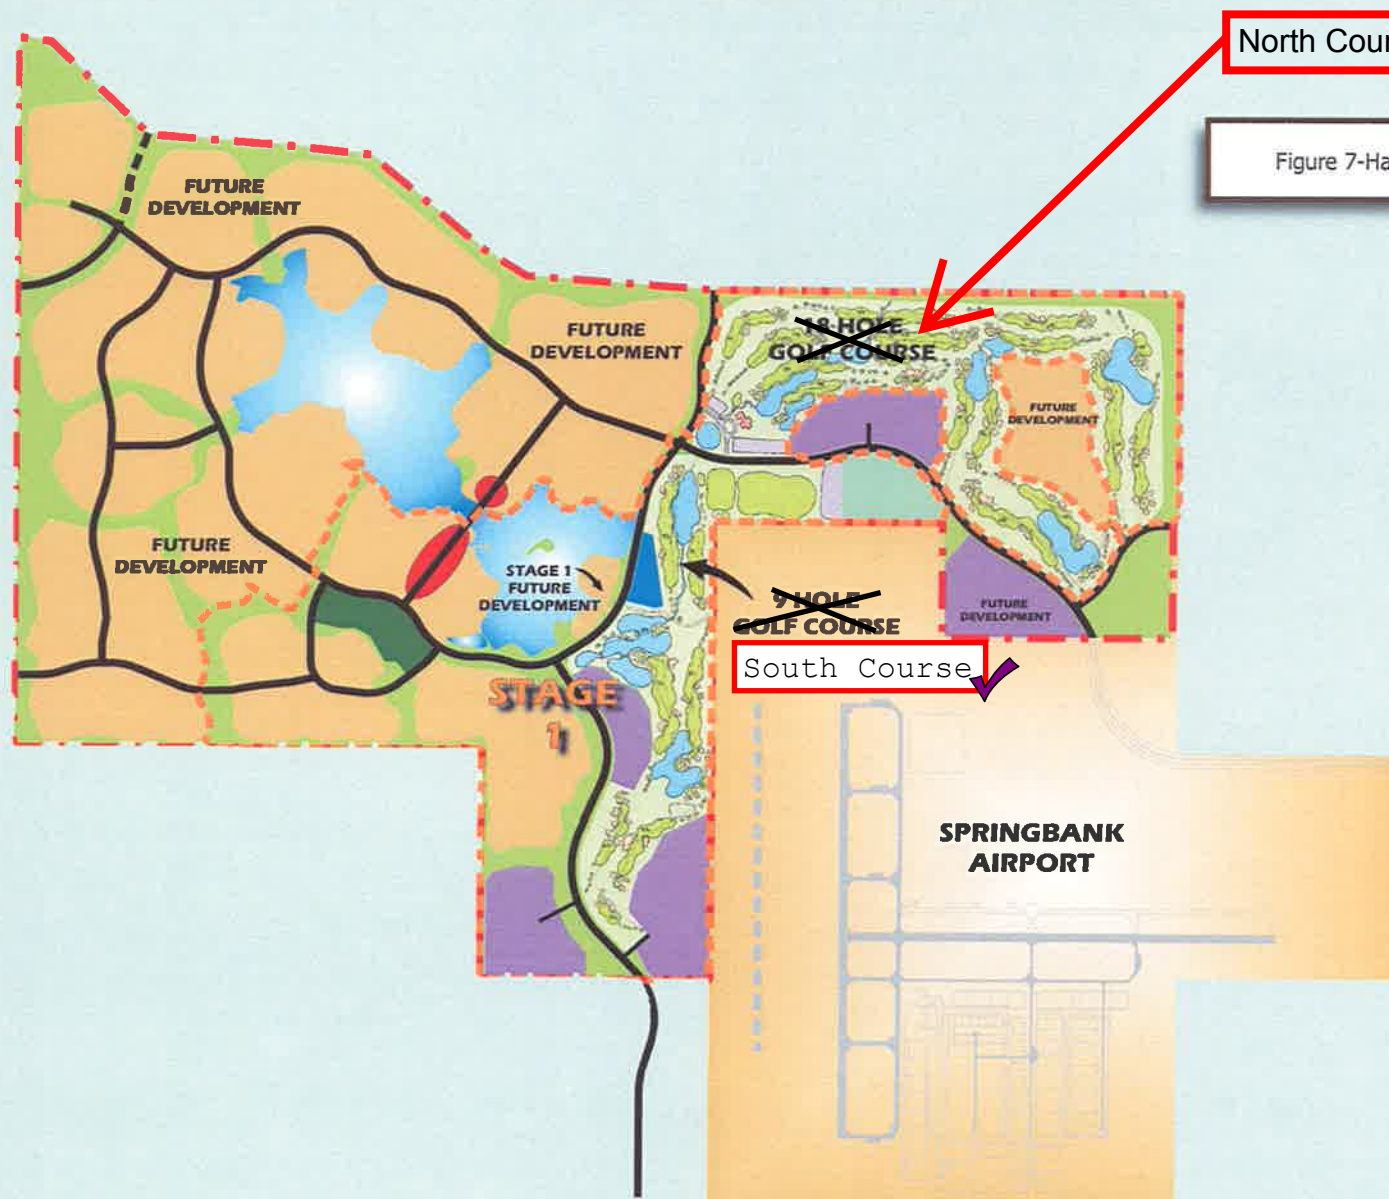 North Cour
Figure 7-Ha
FUTURE
DEVELOPMENT
FUTURE
DEVELOPMENT
18 HOLE
GOLF COURSE
FUTURE
DEVELOPMENT
FUTURE
DEVELOPMENT
STAGE 1
FUTURE
DEVELOPMENT
9 HOLE
GOLF COURSE
FUTURE
DEVELOPMENT
South Course
STAGE
1
SPRINGBANK
AIRPORT